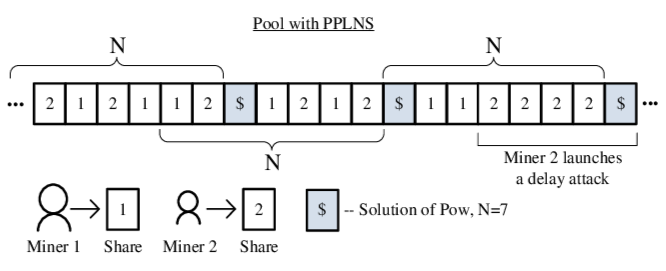 Pool with PPLNS
N N
... 2 1 2 1 1 2 $ 1 2 1 2 $ 1 1 2 2 2 2 $ ...
N
Miner 2 launches
a delay attack
1 2 $ -- Solution of Pow, N=7
Miner 1 Share Miner 2 Share